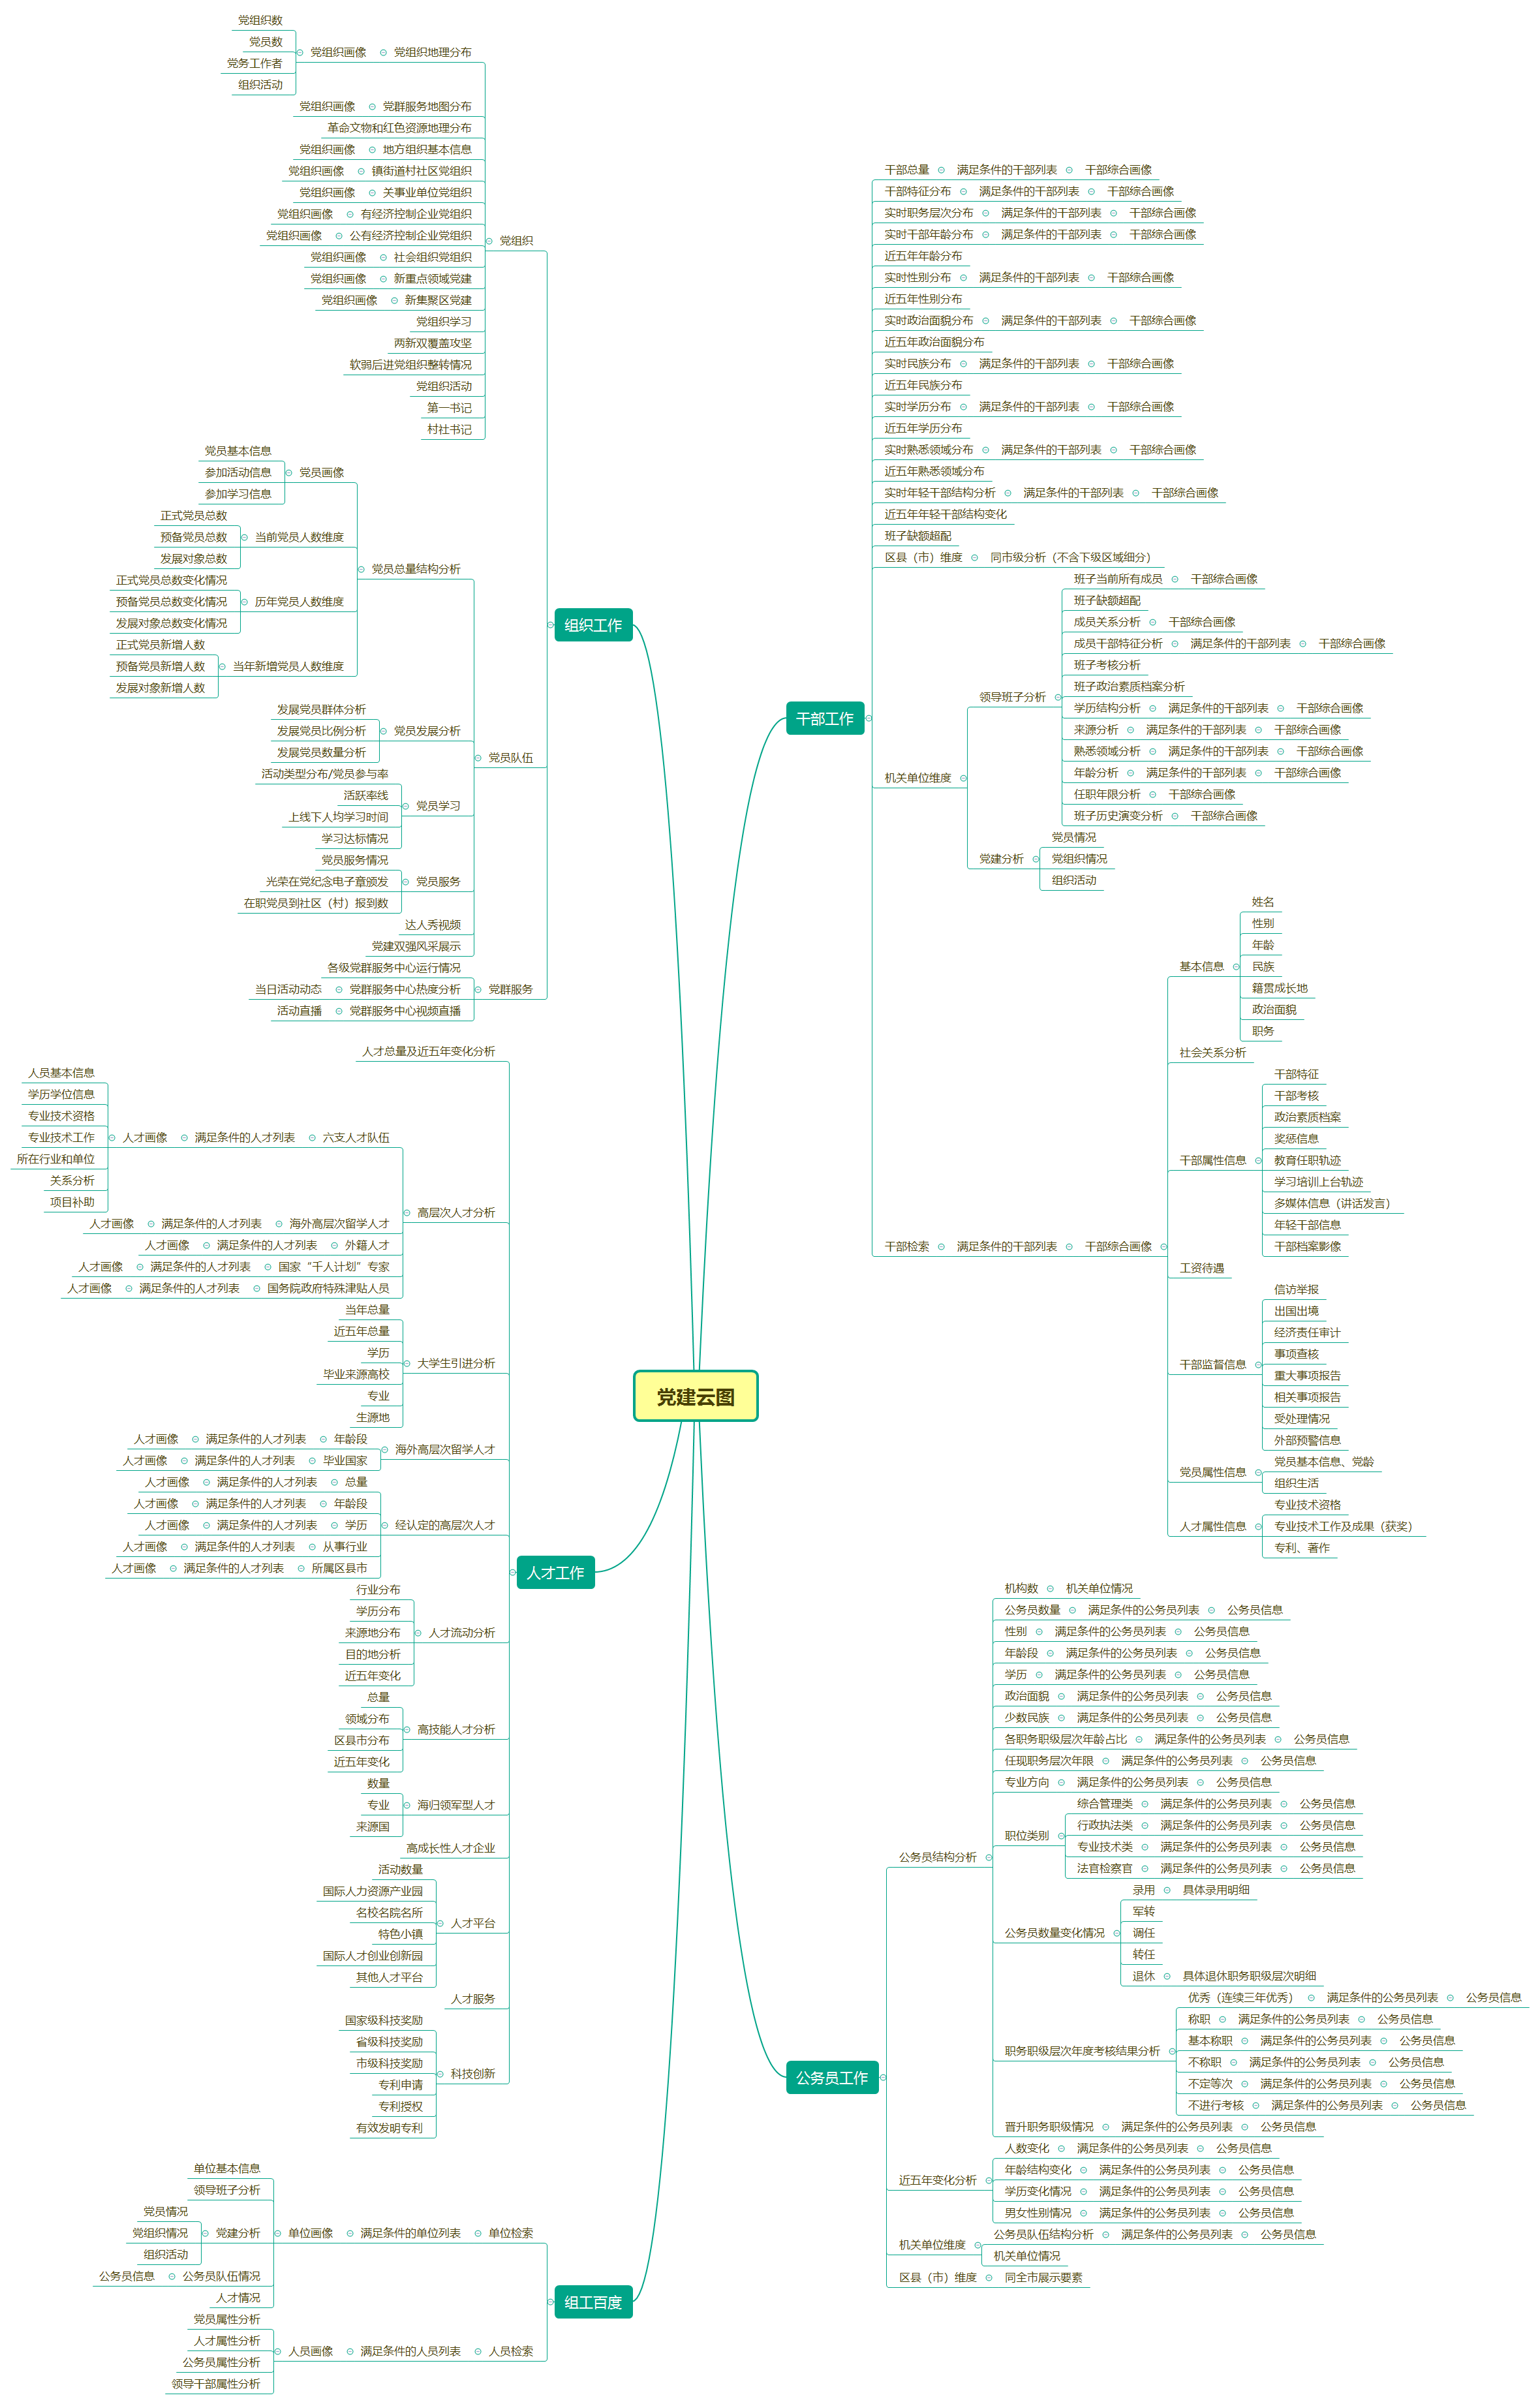 党建云图
组织工作
党组织
党组织地理分布
党组织画像
党组织数
党员数
党务工作者
组织活动
党群服务地图分布
党组织画像
革命文物和红色资源地理分布
地方组织基本信息
党组织画像
镇街道村社区党组织
党组织画像
关事业单位党组织
党组织画像
有经济控制企业党组织
党组织画像
公有经济控制企业党组织
党组织画像
社会组织党组织
党组织画像
新重点领域党建
党组织画像
新集聚区党建
党组织画像
党组织学习
两新双覆盖攻坚
软弱后进党组织整转情况
党组织活动
第一书记
村社书记
党员队伍
党员总量结构分析
党员画像
党员基本信息
参加活动信息
参加学习信息
当前党员人数维度
正式党员总数
预备党员总数
发展对象总数
历年党员人数维度
正式党员总数变化情况
预备党员总数变化情况
发展对象总数变化情况
当年新增党员人数维度
正式党员新增人数
预备党员新增人数
发展对象新增人数
党员发展分析
发展党员群体分析
发展党员比例分析
发展党员数量分析
党员学习
活动类型分布/党员参与率
活跃率线
上线下人均学习时间
学习达标情况
党员服务
党员服务情况
光荣在党纪念电子章颁发
在职党员到社区（村）报到数
达人秀视频
党建双强风采展示
党群服务
各级党群服务中心运行情况
党群服务中心热度分析
当日活动动态
党群服务中心视频直播
活动直播
人才工作
人才总量及近五年变化分析
高层次人才分析
六支人才队伍
满足条件的人才列表
人才画像
人员基本信息
学历学位信息
专业技术资格
专业技术工作
所在行业和单位
关系分析
项目补助
海外高层次留学人才
满足条件的人才列表
人才画像
外籍人才
满足条件的人才列表
人才画像
国家“千人计划”专家
满足条件的人才列表
人才画像
国务院政府特殊津贴人员
满足条件的人才列表
人才画像
大学生引进分析
当年总量
近五年总量
学历
毕业来源高校
专业
生源地
海外高层次留学人才
年龄段
满足条件的人才列表
人才画像
毕业国家
满足条件的人才列表
人才画像
经认定的高层次人才
总量
满足条件的人才列表
人才画像
年龄段
满足条件的人才列表
人才画像
学历
满足条件的人才列表
人才画像
从事行业
满足条件的人才列表
人才画像
所属区县市
满足条件的人才列表
人才画像
人才流动分析
行业分布
学历分布
来源地分布
目的地分析
近五年变化
高技能人才分析
总量
领域分布
区县市分布
近五年变化
海归领军型人才
数量
专业
来源国
高成长性人才企业
人才平台
活动数量
国际人力资源产业园
名校名院名所
特色小镇
国际人才创业创新园
其他人才平台
人才服务
科技创新
国家级科技奖励
省级科技奖励
市级科技奖励
专利申请
专利授权
有效发明专利
组工百度
单位检索
满足条件的单位列表
单位画像
单位基本信息
领导班子分析
党建分析
党员情况
党组织情况
组织活动
公务员队伍情况
公务员信息
人才情况
人员检索
满足条件的人员列表
人员画像
党员属性分析
人才属性分析
公务员属性分析
领导干部属性分析
干部工作
干部总量
满足条件的干部列表
干部综合画像
干部特征分布
满足条件的干部列表
干部综合画像
实时职务层次分布
满足条件的干部列表
干部综合画像
实时干部年龄分布
满足条件的干部列表
干部综合画像
近五年年龄分布
实时性别分布
满足条件的干部列表
干部综合画像
近五年性别分布
实时政治面貌分布
满足条件的干部列表
干部综合画像
近五年政治面貌分布
实时民族分布
满足条件的干部列表
干部综合画像
近五年民族分布
实时学历分布
满足条件的干部列表
干部综合画像
近五年学历分布
实时熟悉领域分布
满足条件的干部列表
干部综合画像
近五年熟悉领域分布
实时年轻干部结构分析
满足条件的干部列表
干部综合画像
近五年年轻干部结构变化
班子缺额超配
区县（市）维度
同市级分析（不含下级区域细分）
机关单位维度
领导班子分析
班子当前所有成员
干部综合画像
班子缺额超配
成员关系分析
干部综合画像
成员干部特征分析
满足条件的干部列表
干部综合画像
班子考核分析
班子政治素质档案分析
学历结构分析
满足条件的干部列表
干部综合画像
来源分析
满足条件的干部列表
干部综合画像
熟悉领域分析
满足条件的干部列表
干部综合画像
年龄分析
满足条件的干部列表
干部综合画像
任职年限分析
干部综合画像
班子历史演变分析
干部综合画像
党建分析
党员情况
党组织情况
组织活动
干部检索
满足条件的干部列表
干部综合画像
基本信息
姓名
性别
年龄
民族
籍贯成长地
政治面貌
职务
社会关系分析
干部属性信息
干部特征
干部考核
政治素质档案
奖惩信息
教育任职轨迹
学习培训上台轨迹
多媒体信息（讲话发言）
年轻干部信息
干部档案影像
工资待遇
干部监督信息
信访举报
出国出境
经济责任审计
事项查核
重大事项报告
相关事项报告
受处理情况
外部预警信息
党员属性信息
党员基本信息、党龄
组织生活
人才属性信息
专业技术资格
专业技术工作及成果（获奖）
专利、著作
公务员工作
公务员结构分析
机构数
机关单位情况
公务员数量
满足条件的公务员列表
公务员信息
性别
满足条件的公务员列表
公务员信息
年龄段
满足条件的公务员列表
公务员信息
学历
满足条件的公务员列表
公务员信息
政治面貌
满足条件的公务员列表
公务员信息
少数民族
满足条件的公务员列表
公务员信息
各职务职级层次年龄占比
满足条件的公务员列表
公务员信息
任现职务层次年限
满足条件的公务员列表
公务员信息
专业方向
满足条件的公务员列表
公务员信息
职位类别
综合管理类
满足条件的公务员列表
公务员信息
行政执法类
满足条件的公务员列表
公务员信息
专业技术类
满足条件的公务员列表
公务员信息
法官检察官
满足条件的公务员列表
公务员信息
公务员数量变化情况
录用
具体录用明细
军转
调任
转任
退休
具体退休职务职级层次明细
职务职级层次年度考核结果分析
优秀（连续三年优秀）
满足条件的公务员列表
公务员信息
称职
满足条件的公务员列表
公务员信息
基本称职
满足条件的公务员列表
公务员信息
不称职
满足条件的公务员列表
公务员信息
不定等次
满足条件的公务员列表
公务员信息
不进行考核
满足条件的公务员列表
公务员信息
晋升职务职级情况
满足条件的公务员列表
公务员信息
近五年变化分析
人数变化
满足条件的公务员列表
公务员信息
年龄结构变化
满足条件的公务员列表
公务员信息
学历变化情况
满足条件的公务员列表
公务员信息
男女性别情况
满足条件的公务员列表
公务员信息
机关单位维度
公务员队伍结构分析
满足条件的公务员列表
公务员信息
机关单位情况
区县（市）维度
同全市展示要素